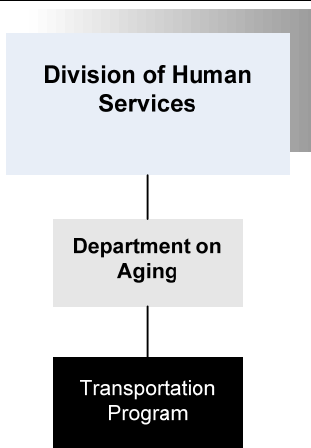 Division of Human
Services
Department on
Aging
Transportation
Program